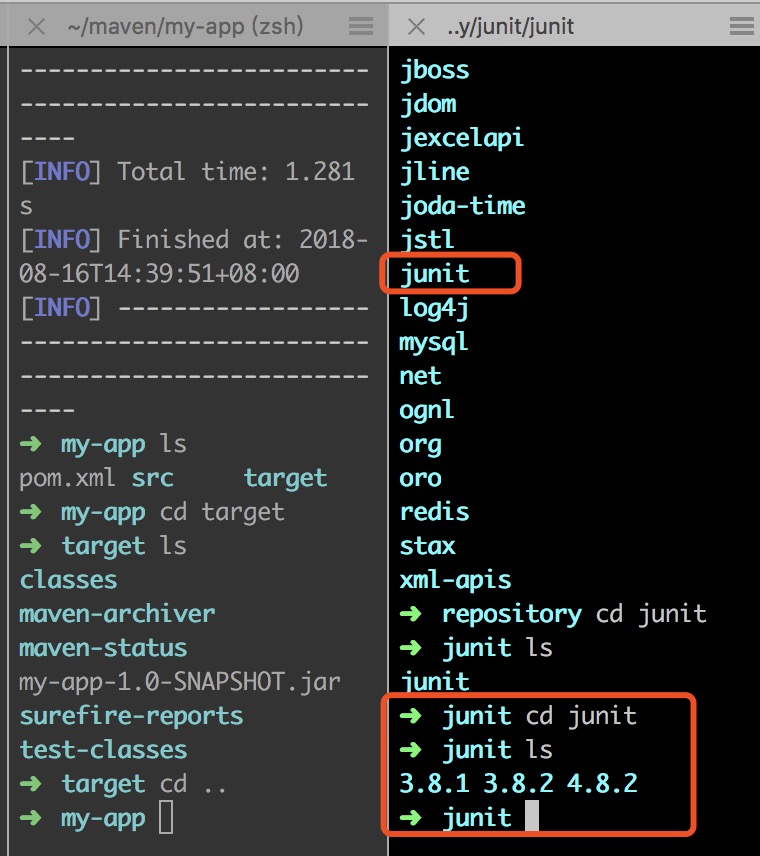 ~/maven/my-app (zsh)
------------------------- 
-------------------------
----
[INFO] Total time: 1.281
s
[INFO] Finished at: 2018-
08-16T14:39:51+08:00
[INFO] ------------------
-------------------------
-------------------------
----
➜ my-app ls
pom.xml src target
➜ my-app cd target
➜ target ls
classes
maven-archiver
maven-status
my-app-1.0-SNAPSHOT.jar
surefire-reports
test-classes
➜ target cd ..
➜ my-app
..y/junit/junit
jboss
jdom
jexcelapi
jline
joda-time
jstl
junit
log4j
mysql
net
ognl
org
oro
redis
stax
xml-apis
➜ repository cd junit
➜ junit ls
junit
➜ junit cd junit
➜ junit ls
3.8.1 3.8.2 4.8.2
➜ junit